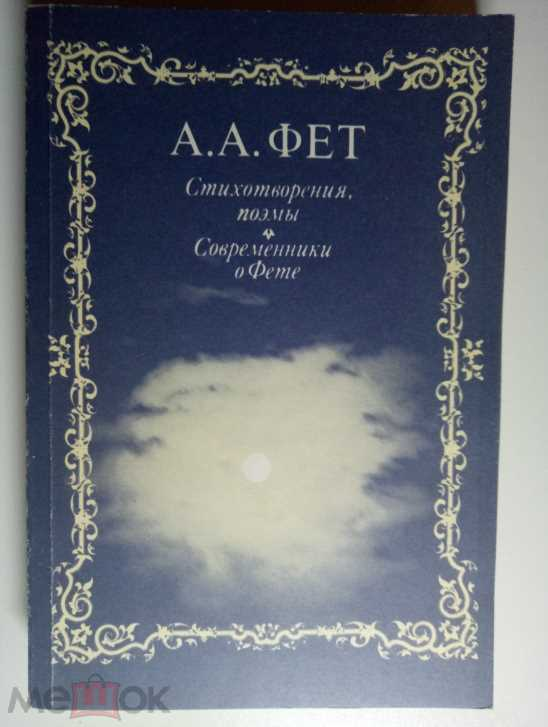 А.А.ФЕТ
Стихотворения,
поэмы
Современники
о Фете
мешок